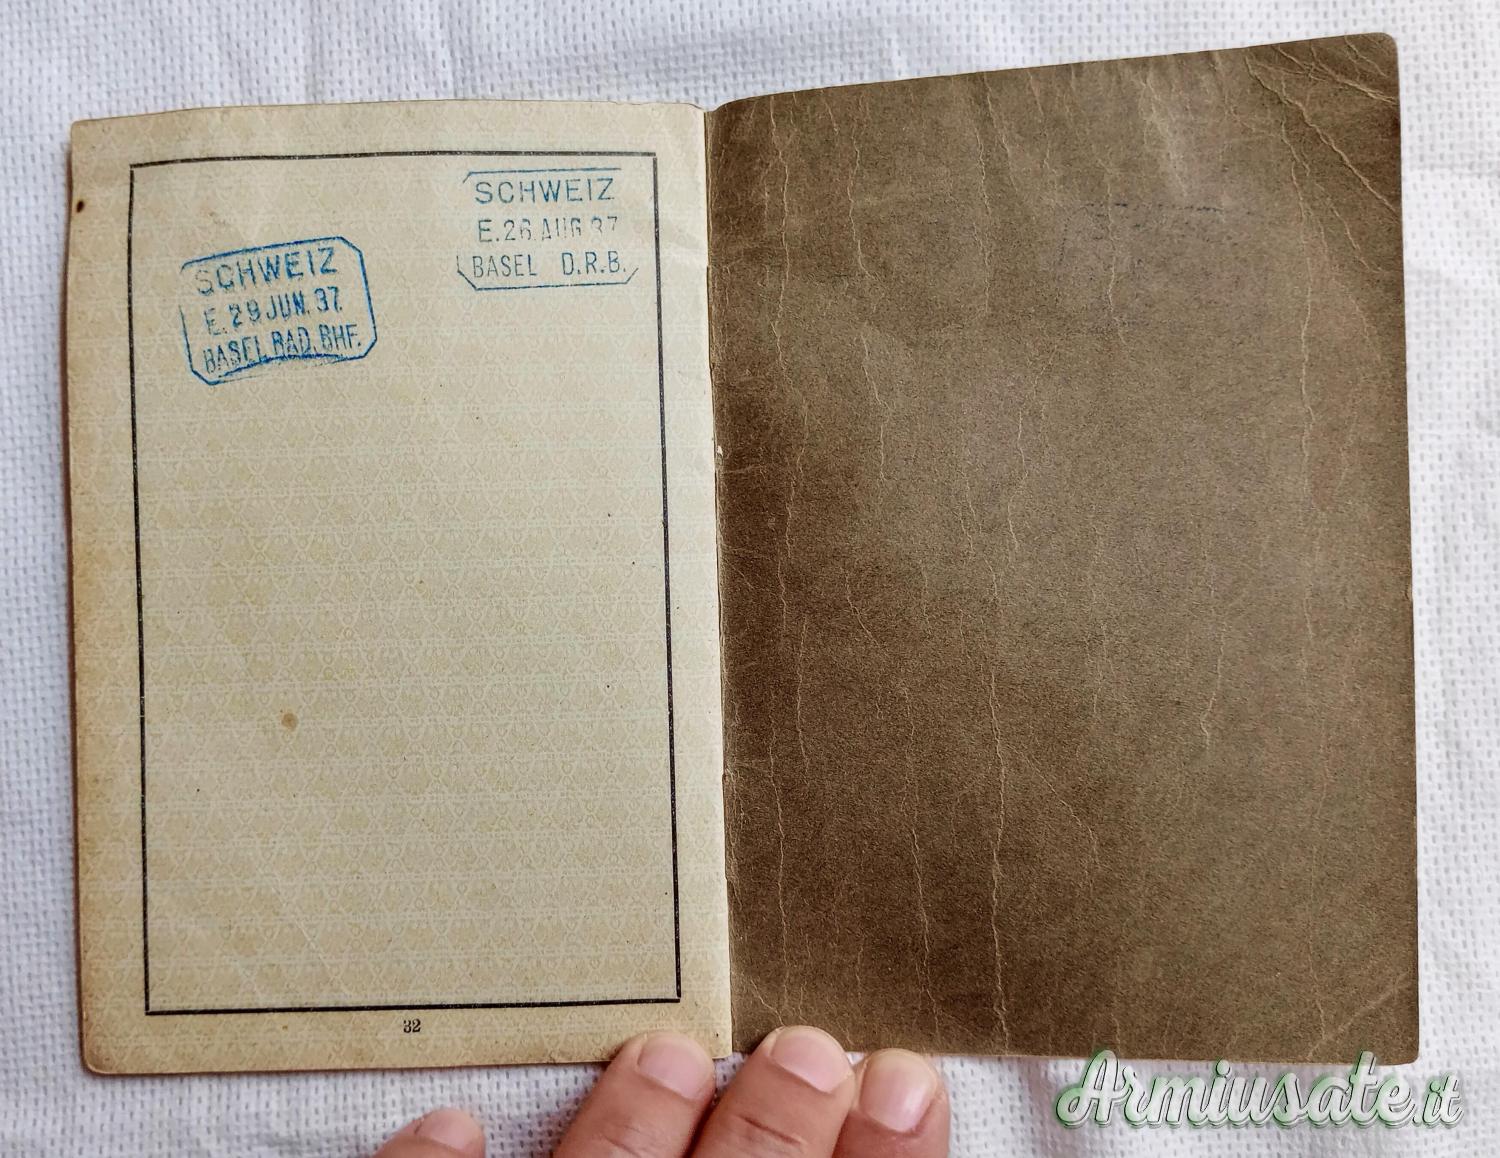 SCHWEIZ
E. 29 JUN. 37.
BASEL BAD. BHF.
SCHWEIZ
E. 26 AUG 37
BASEL D.R.B.
32
Armiusate.it